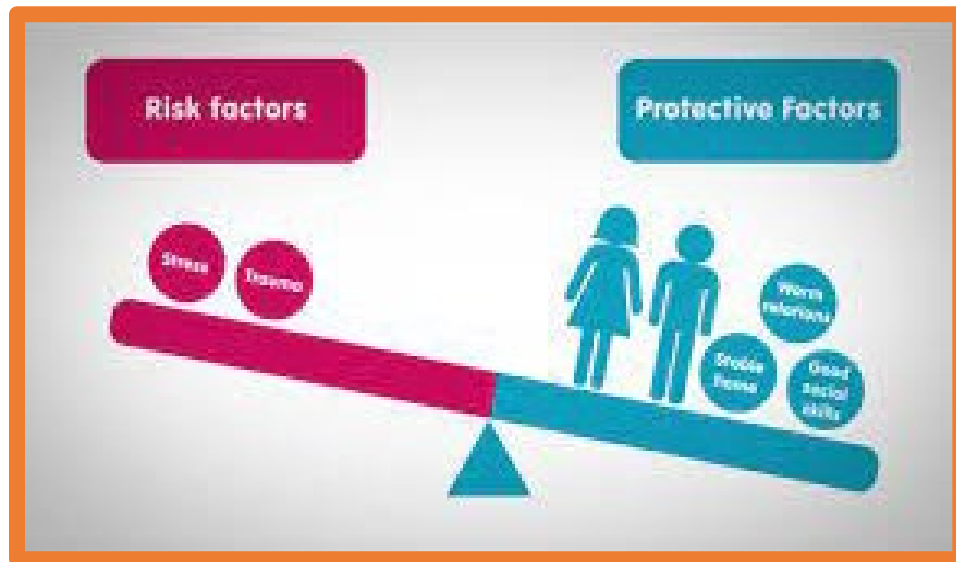 Risk factors
Protective Factors
Stress
Trauma
Warm
relations
Stable
home
Good
social
skills